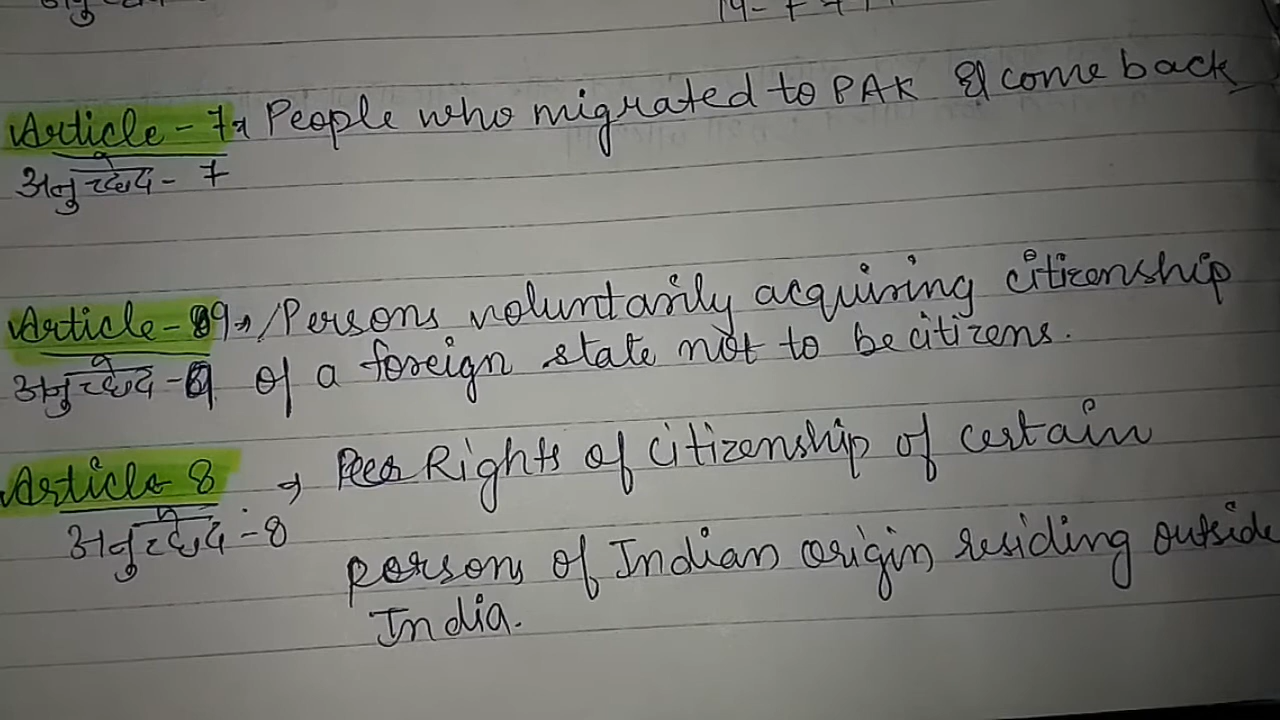 Article - 7→ People who migrated to PAK & come back
अनुच्छेद - 7
Article - 9→ Persons voluntarily acquiring citizenship
अनुच्छेद - 9 of a foreign state not to be citizens.
Article 8 → Rights of citizenship of certain
अनुच्छेद - 8
persons of Indian origin residing outside
India.